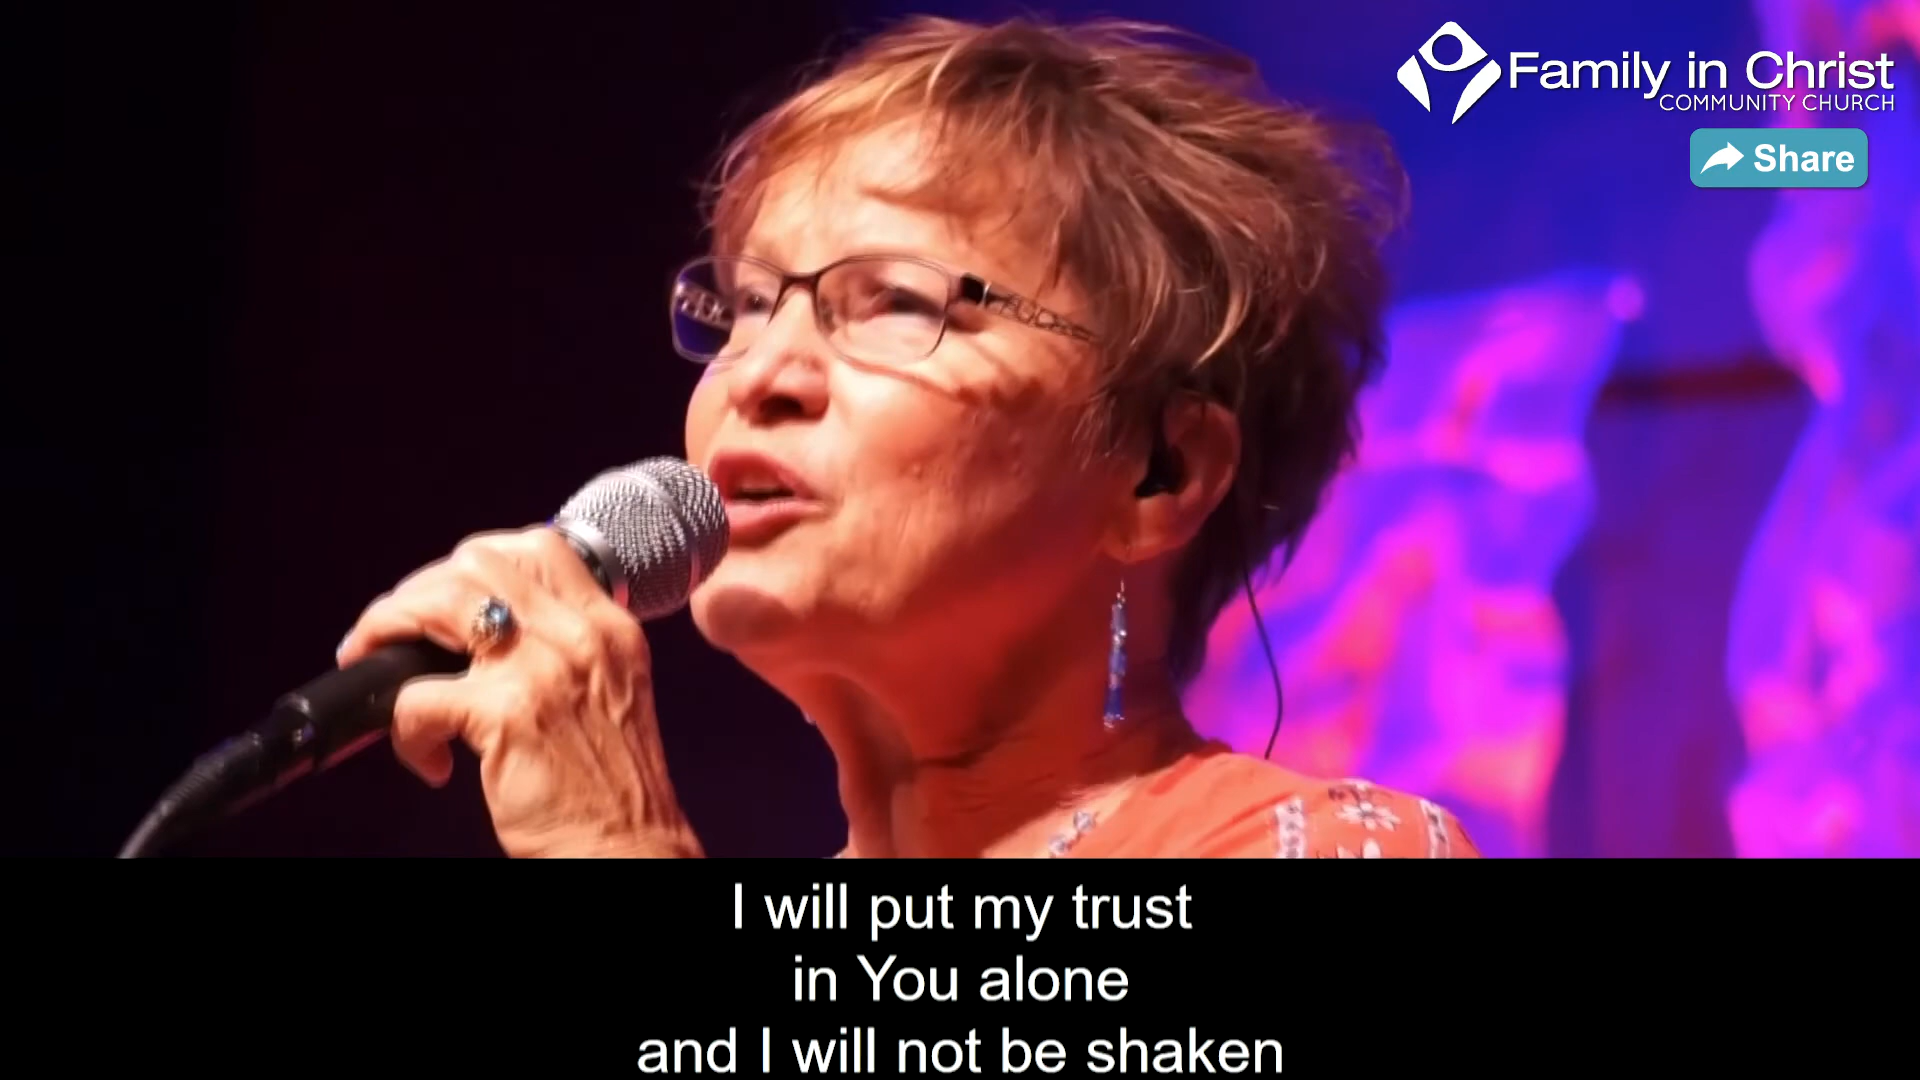 Family in Christ
COMMUNITY CHURCH
Share
I will put my trust
in You alone
and I will not be shaken